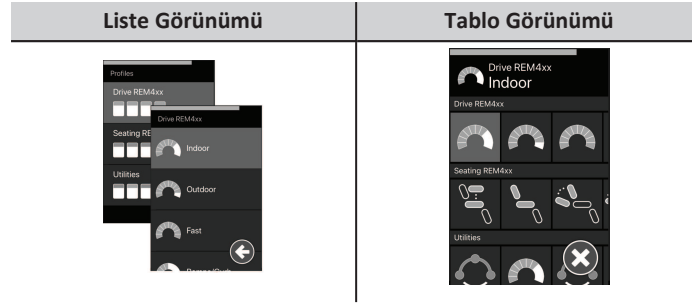 Liste Görünümü
Tablo Görünümü
Profiles
Drive REM4xx
Seating RE
Utilities
Drive REM4xx
Indoor
Outdoor
Fast
Drive REM4xx
Indoor
Drive REM4xx
Seating REM4xx
Utilities